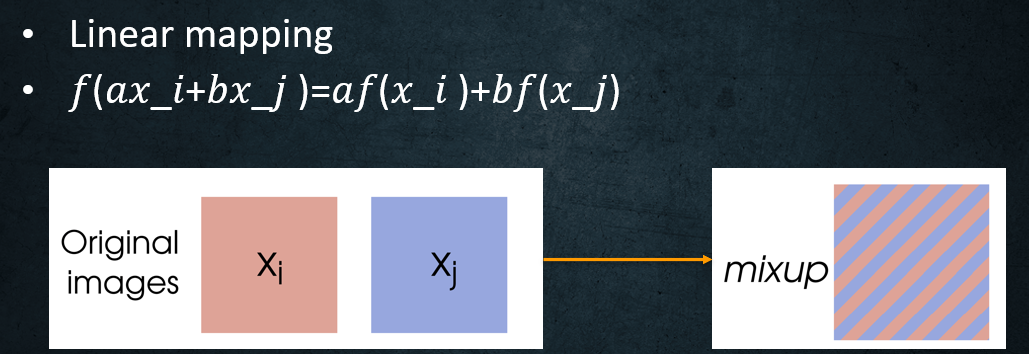 • Linear mapping
• f(ax_i+bx_j )=af(x_i )+bf(x_j)
Original
images
Xi
Xj
mixup